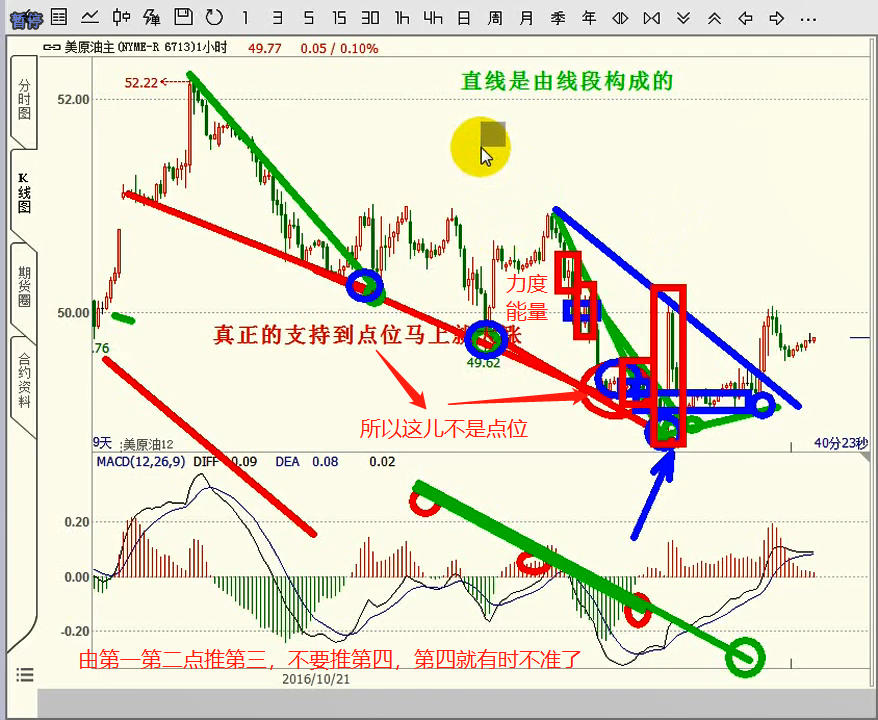 暂停 1 3 5 15 30 1h 4h 日 周 月 季 年 ...
美原油主(NYME-R 6713)1小时 49.77 0.05 / 0.10%
分时图
K线图
期货圈
合约资料
52.22
52.00
直线是由线段构成的
力度
能量
50.00
真正的支持到点位马上
涨
.76
49.62
所以这儿不是点位
9天
美原油12
40分23秒
MACD(12,26,9) DIFF 0.09 DEA 0.08 0.02
0.20
0.00
-0.20
由第一第二点推第三，不要推第四，第四就有时不准了
2016/10/21